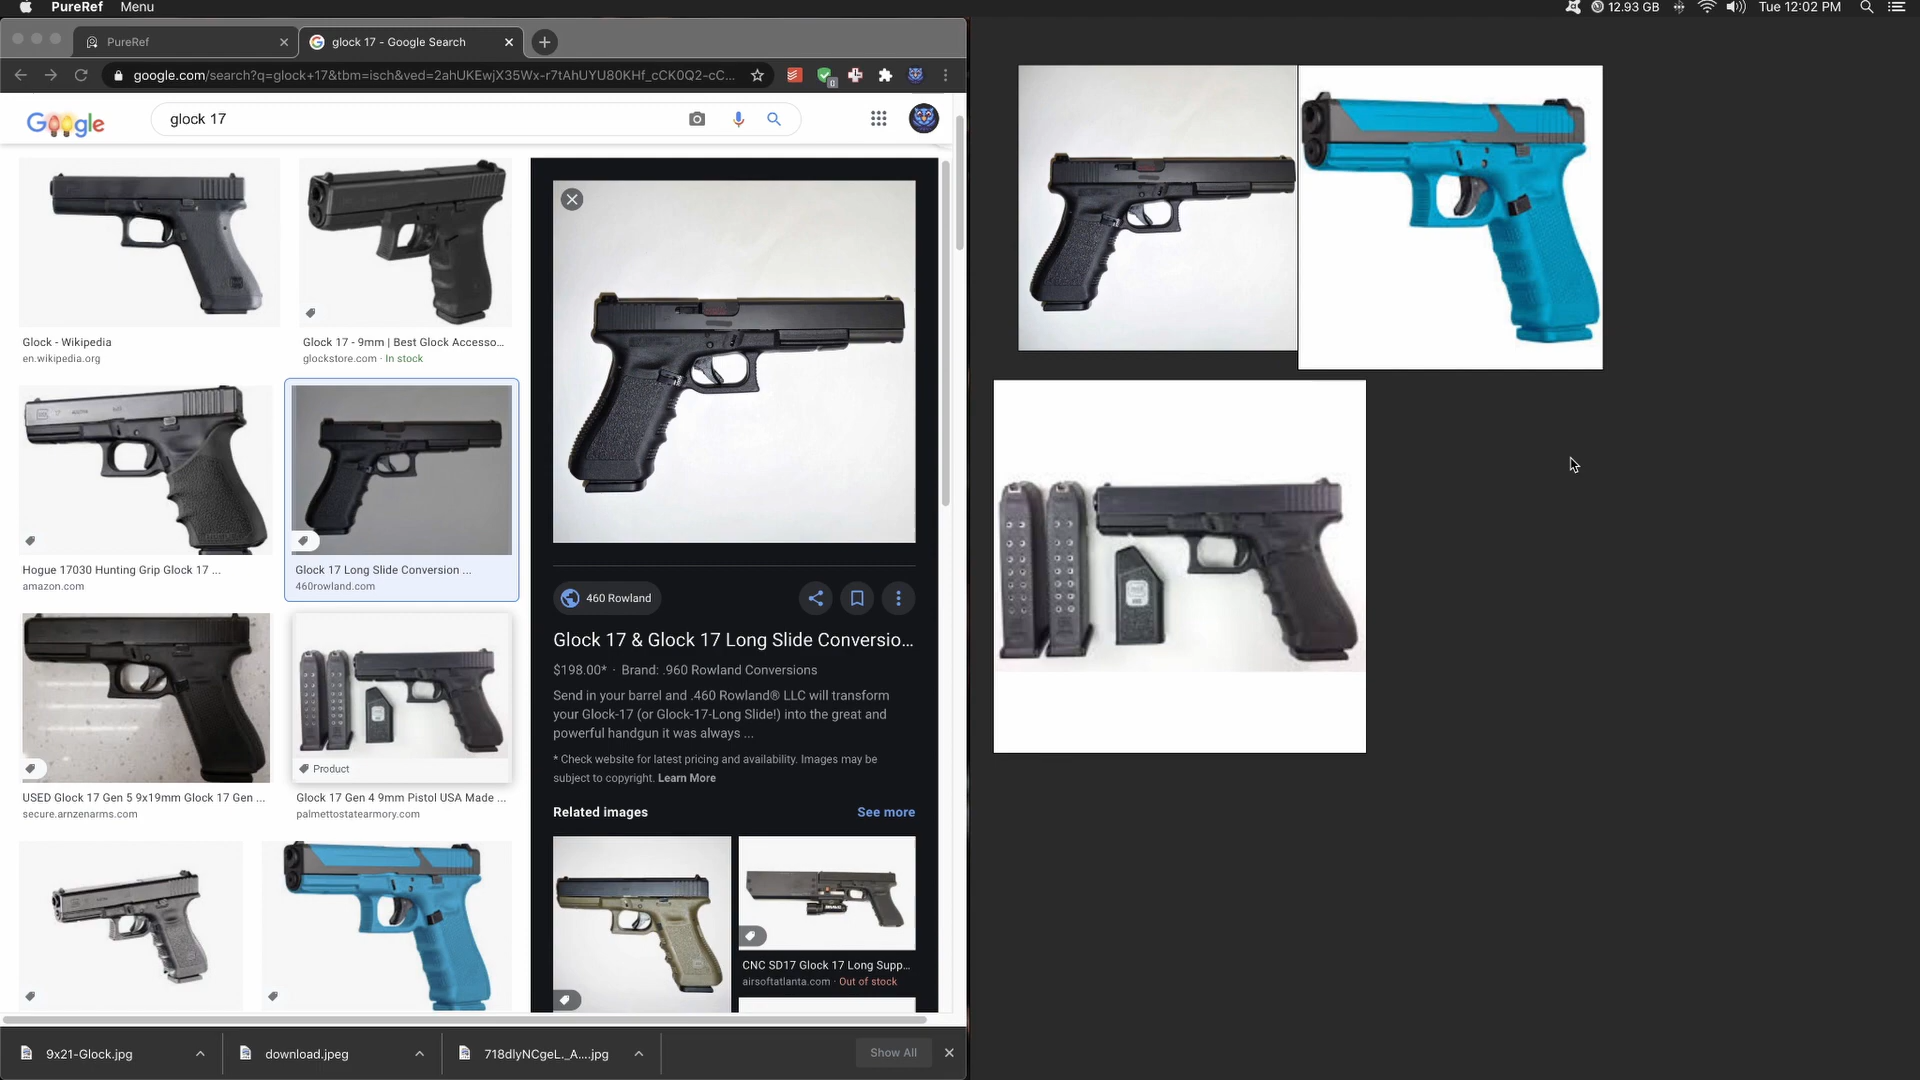 PureRef Menu
12.93 GB Tue 12:02 PM
PureRef
glock 17 - Google Search
google.com/search?q=glock+17&tbm=isch&ved=2ahUKEwjX35Wx-r7tAhUYU80KHf_cCK0Q2-cC...
Google
glock 17
Glock - Wikipedia
en.wikipedia.org
Glock 17 - 9mm | Best Glock Accesso...
glockstore.com · In stock
Hogue 17030 Hunting Grip Glock 17 ...
amazon.com
Glock 17 Long Slide Conversion ...
460rowland.com
USED Glock 17 Gen 5 9x19mm Glock 17 Gen ...
secure.arnzenarms.com
Product
Glock 17 Gen 4 9mm Pistol USA Made ...
palmettostatearmory.com
460 Rowland
Glock 17 & Glock 17 Long Slide Conversio...
$198.00* · Brand: .960 Rowland Conversions
Send in your barrel and .460 Rowland® LLC will transform
your Glock-17 (or Glock-17-Long Slide!) into the great and
powerful handgun it was always ...
* Check website for latest pricing and availability. Images may be
subject to copyright. Learn More
Related images
See more
CNC SD17 Glock 17 Long Supp...
airsoftatlanta.com · Out of stock
9x21-Glock.jpg
download.jpeg
718dlyNCgeL._A....jpg
Show All